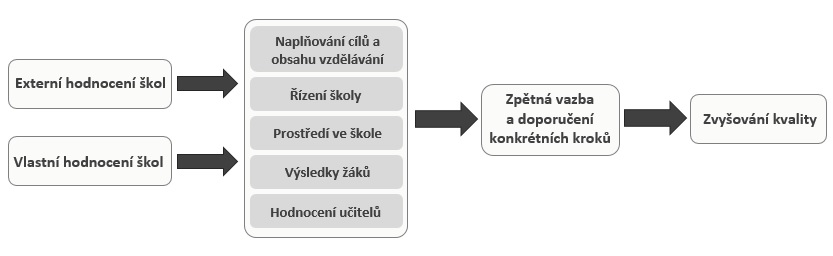 Externí hodnocení škol
Vlastní hodnocení škol
Naplňování cílů a
obsahu vzdělávání
Řízení školy
Prostředí ve škole
Výsledky žáků
Hodnocení učitelů
Zpětná vazba
a doporučení
konkrétních kroků
Zvyšování kvality